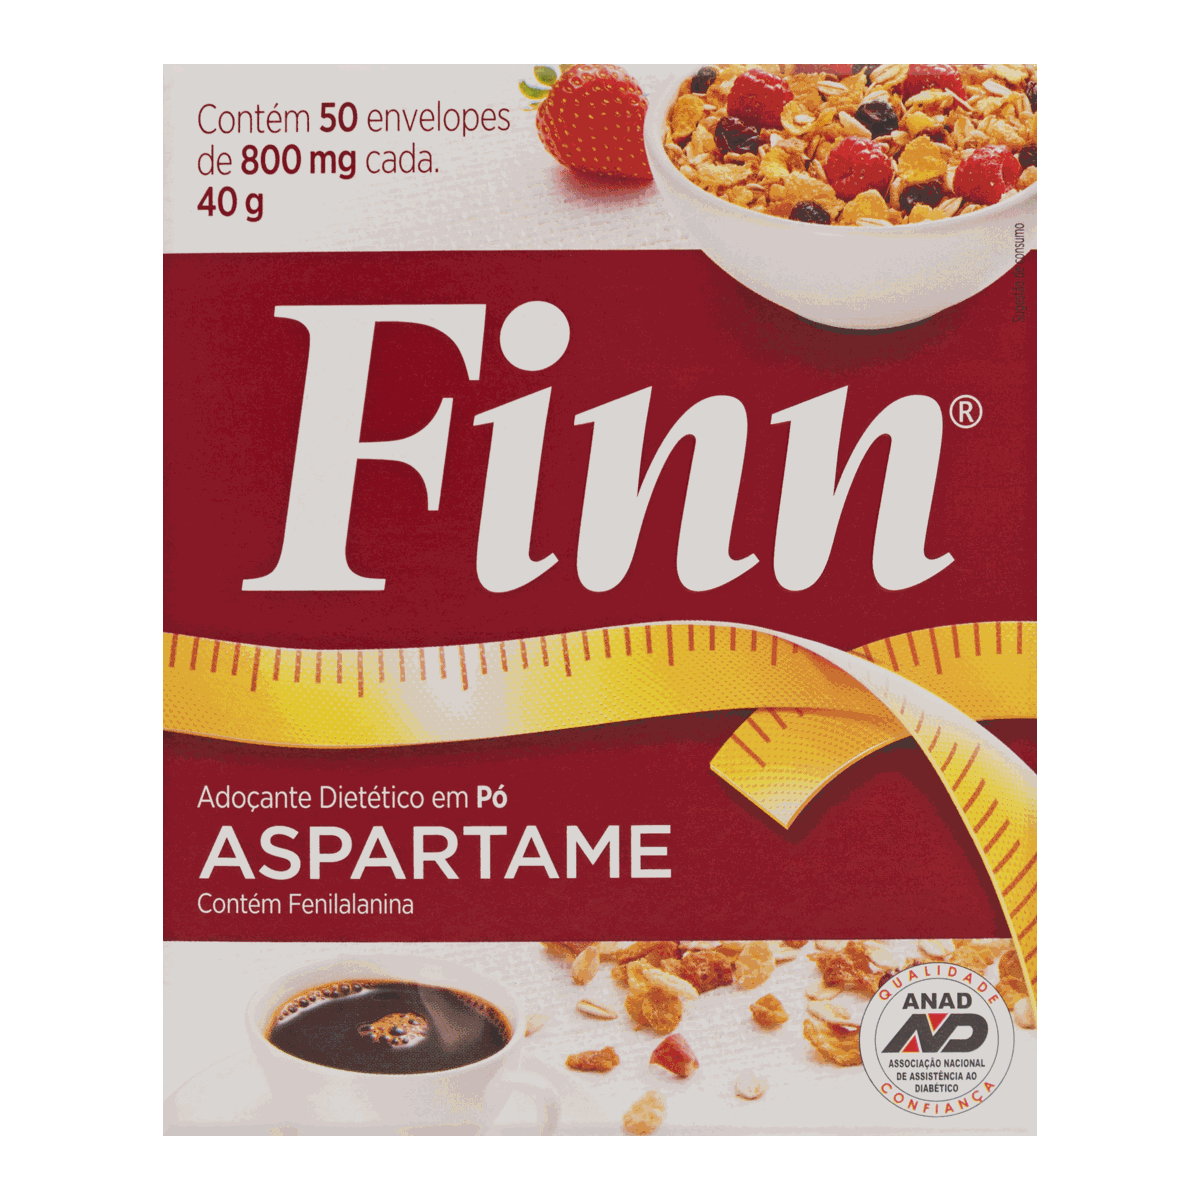 Contém 50 envelopes
de 800 mg cada.
40 g
consumo
Finn®
Adoçante Dietético em Pó
ASPARTAME
Contém Fenilalanina
QUALIDADE
ANAD
ASSOCIAÇÃO NACIONAL
DE ASSISTÊNCIA AO
DIABÉTICO
CONFIANÇA